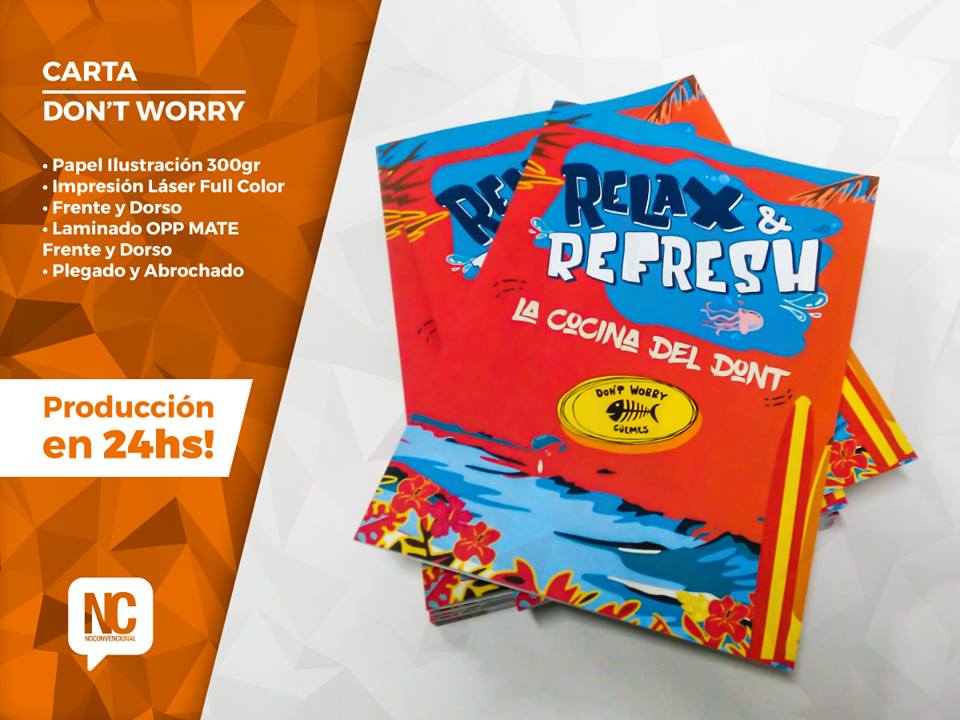 CARTA
DON'T WORRY
• Papel Ilustración 300gr
• Impresión Láser Full Color
• Frente y Dorso
• Laminado OPP MATE
Frente y Dorso
• Plegado y Abrochado
Producción
en 24hs!
NC
NOCONVENCIONAL
RE
RELAX &
REFRESH
LA COCINA DEL DONT
DON'T WORRY
GÜEMES